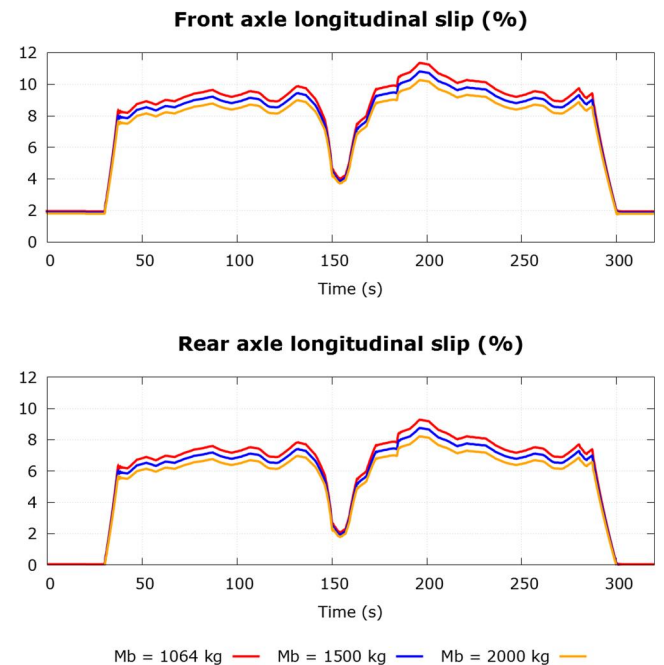 Front axle longitudinal slip (%)
12
10
8
6
4
2
0
0 50 100 150 200 250 300
Time (s)
Rear axle longitudinal slip (%)
12
10
8
6
4
2
0
0 50 100 150 200 250 300
Time (s)
Mb = 1064 kg Mb = 1500 kg Mb = 2000 kg